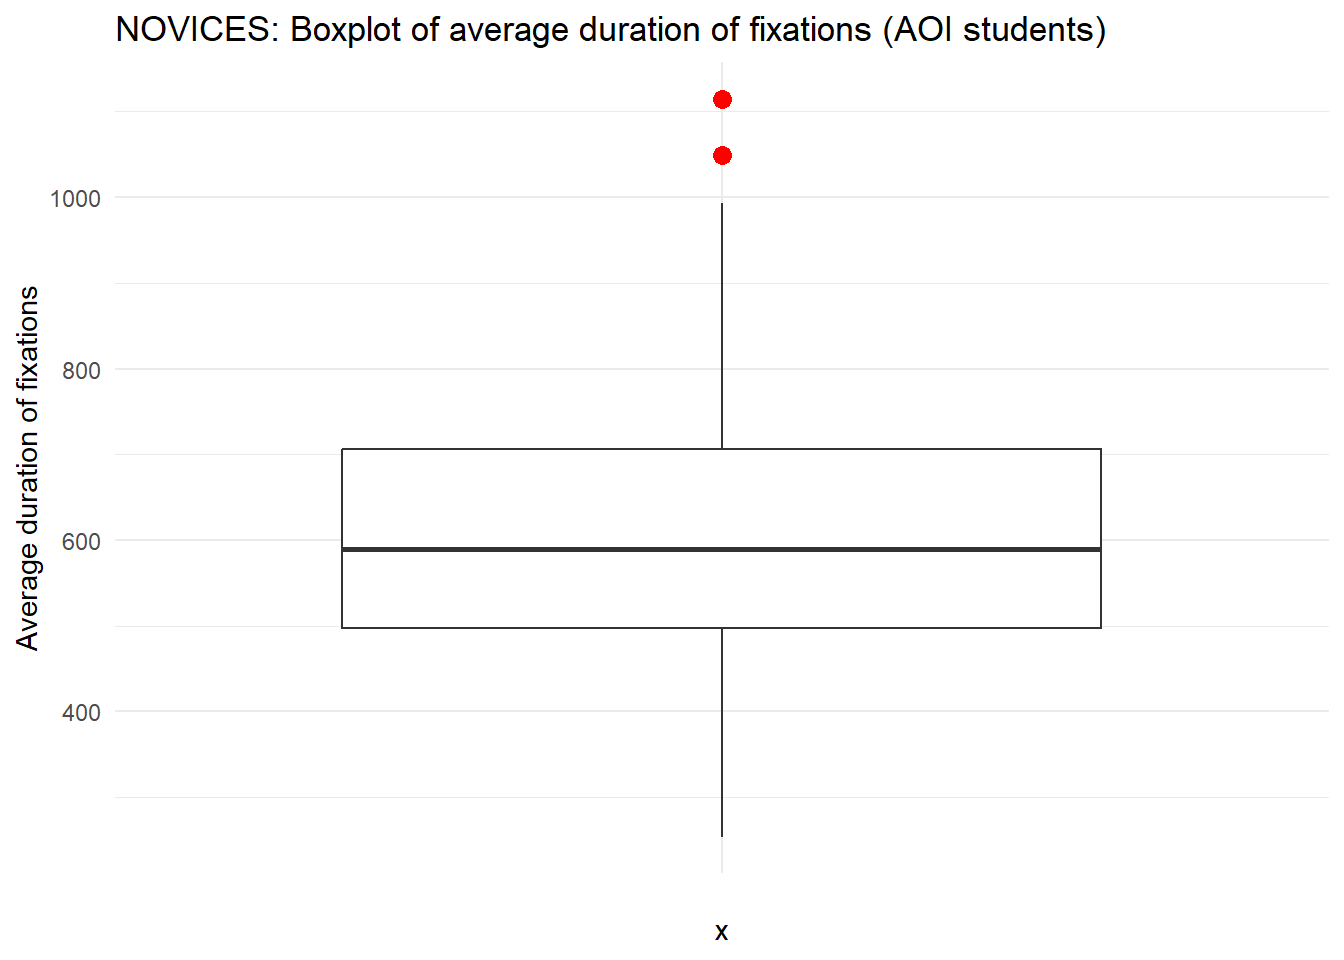 NOVICES: Boxplot of average duration of fixations (AOI students)
Average duration of fixations
1000
800
600
400
x